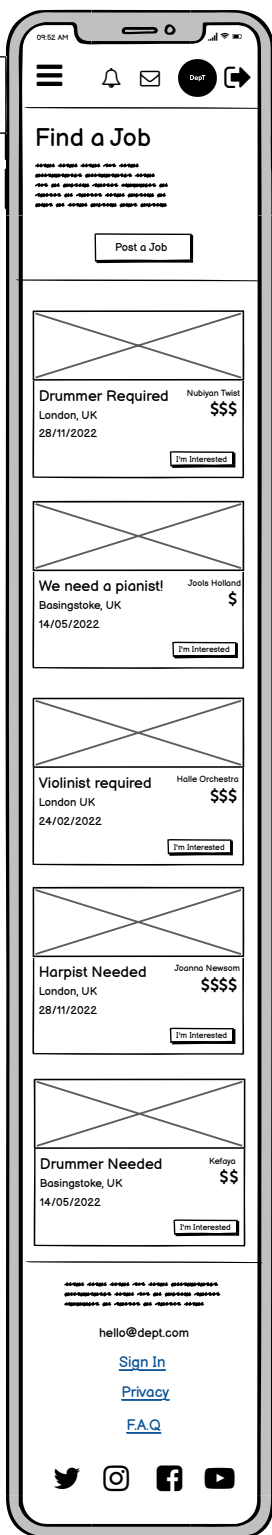 09:52 AM
DepT
Find a Job
Post a Job
Drummer Required
Nubiyan Twist
London, UK
$$$
28/11/2022
I'm Interested
We need a pianist!
Jools Holland
Basingstoke, UK
$
14/05/2022
I'm Interested
Violinist required
Halle Orchestra
London UK
$$$
24/02/2022
I'm Interested
Harpist Needed
Joanna Newsom
London, UK
$$$$
28/11/2022
I'm Interested
Drummer Needed
Kefaya
Basingstoke, UK
$$
14/05/2022
I'm Interested
hello@dept.com
Sign In
Privacy
F.A.Q